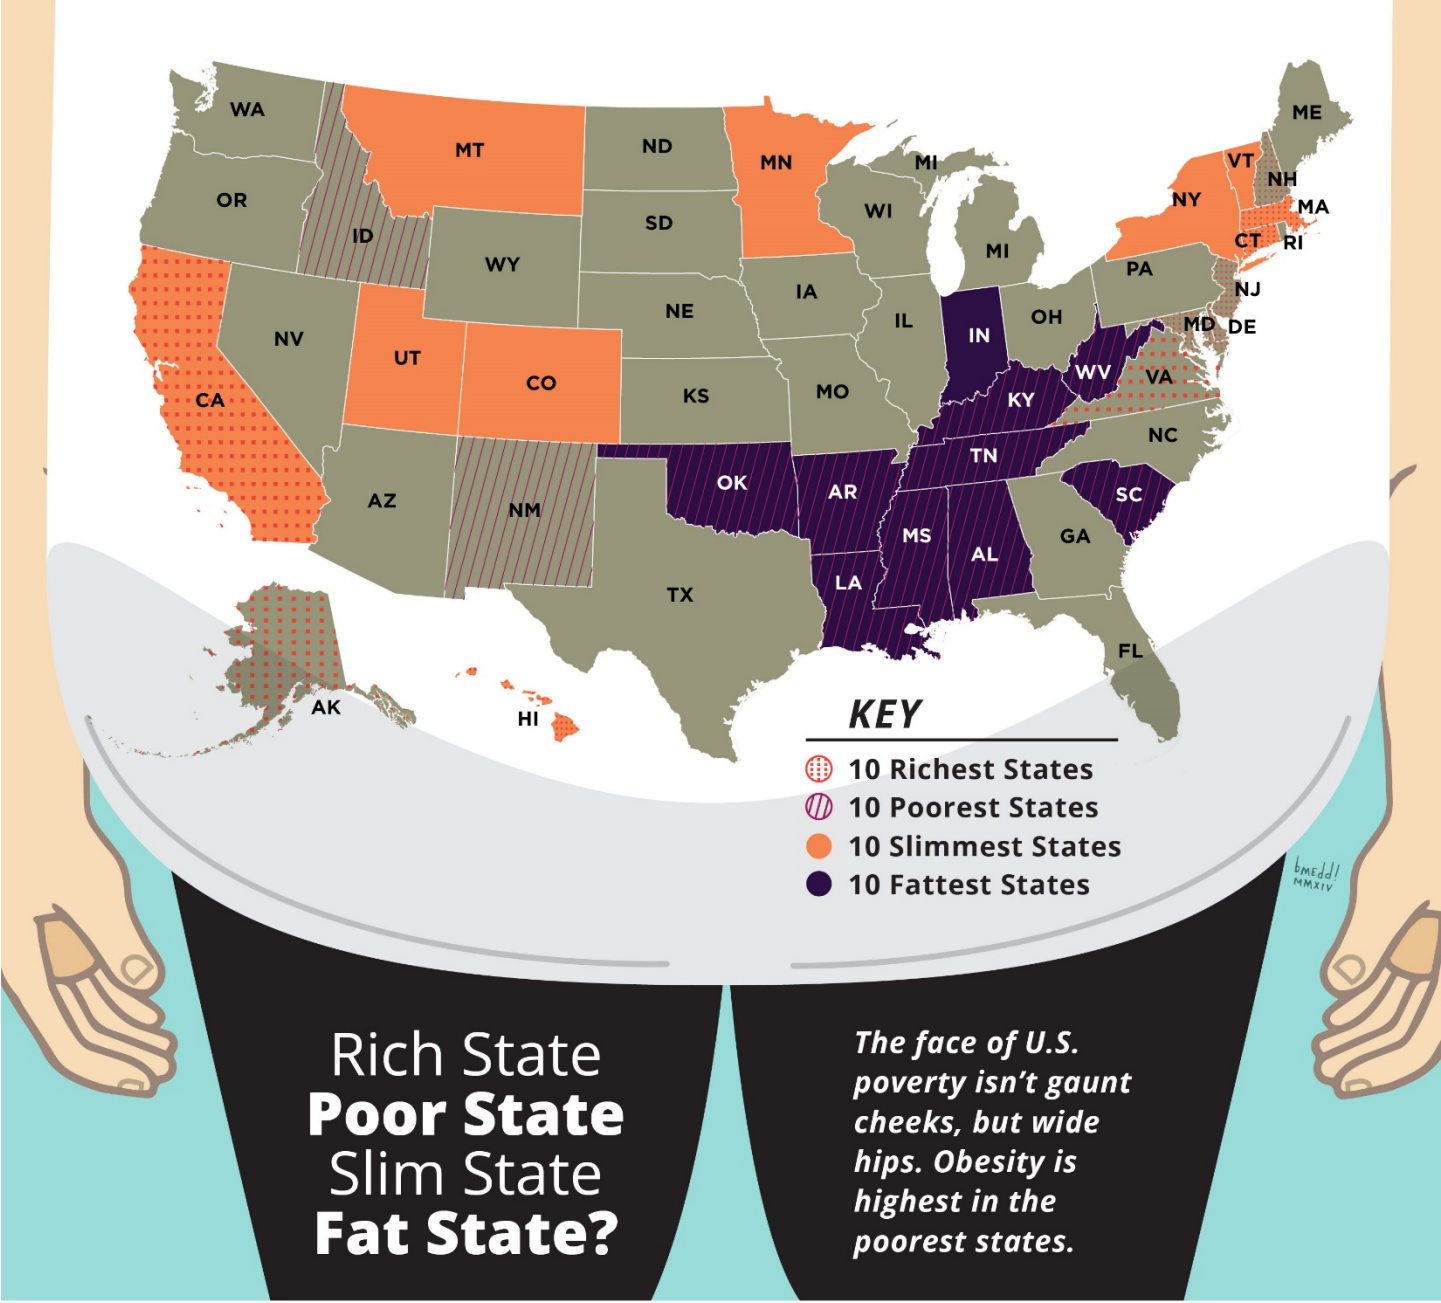 WA
MT
ND
MN
MI
ME
VT
NH
OR
ID
SD
WI
NY
MA
WY
MI
CT
RI
PA
IA
NJ
NE
IL
OH
MD
DE
NV
IN
UT
CO
WV
VA
CA
KS
MO
KY
NC
TN
AZ
NM
OK
AR
SC
MS
GA
AL
TX
LA
FL
AK
HI
KEY
10 Richest States
10 Poorest States
10 Slimmest States
10 Fattest States
bmedd!
MMXIV
Rich State
Poor State
Slim State
Fat State?
The face of U.S.
poverty isn't gaunt
cheeks, but wide
hips. Obesity is
highest in the
poorest states.